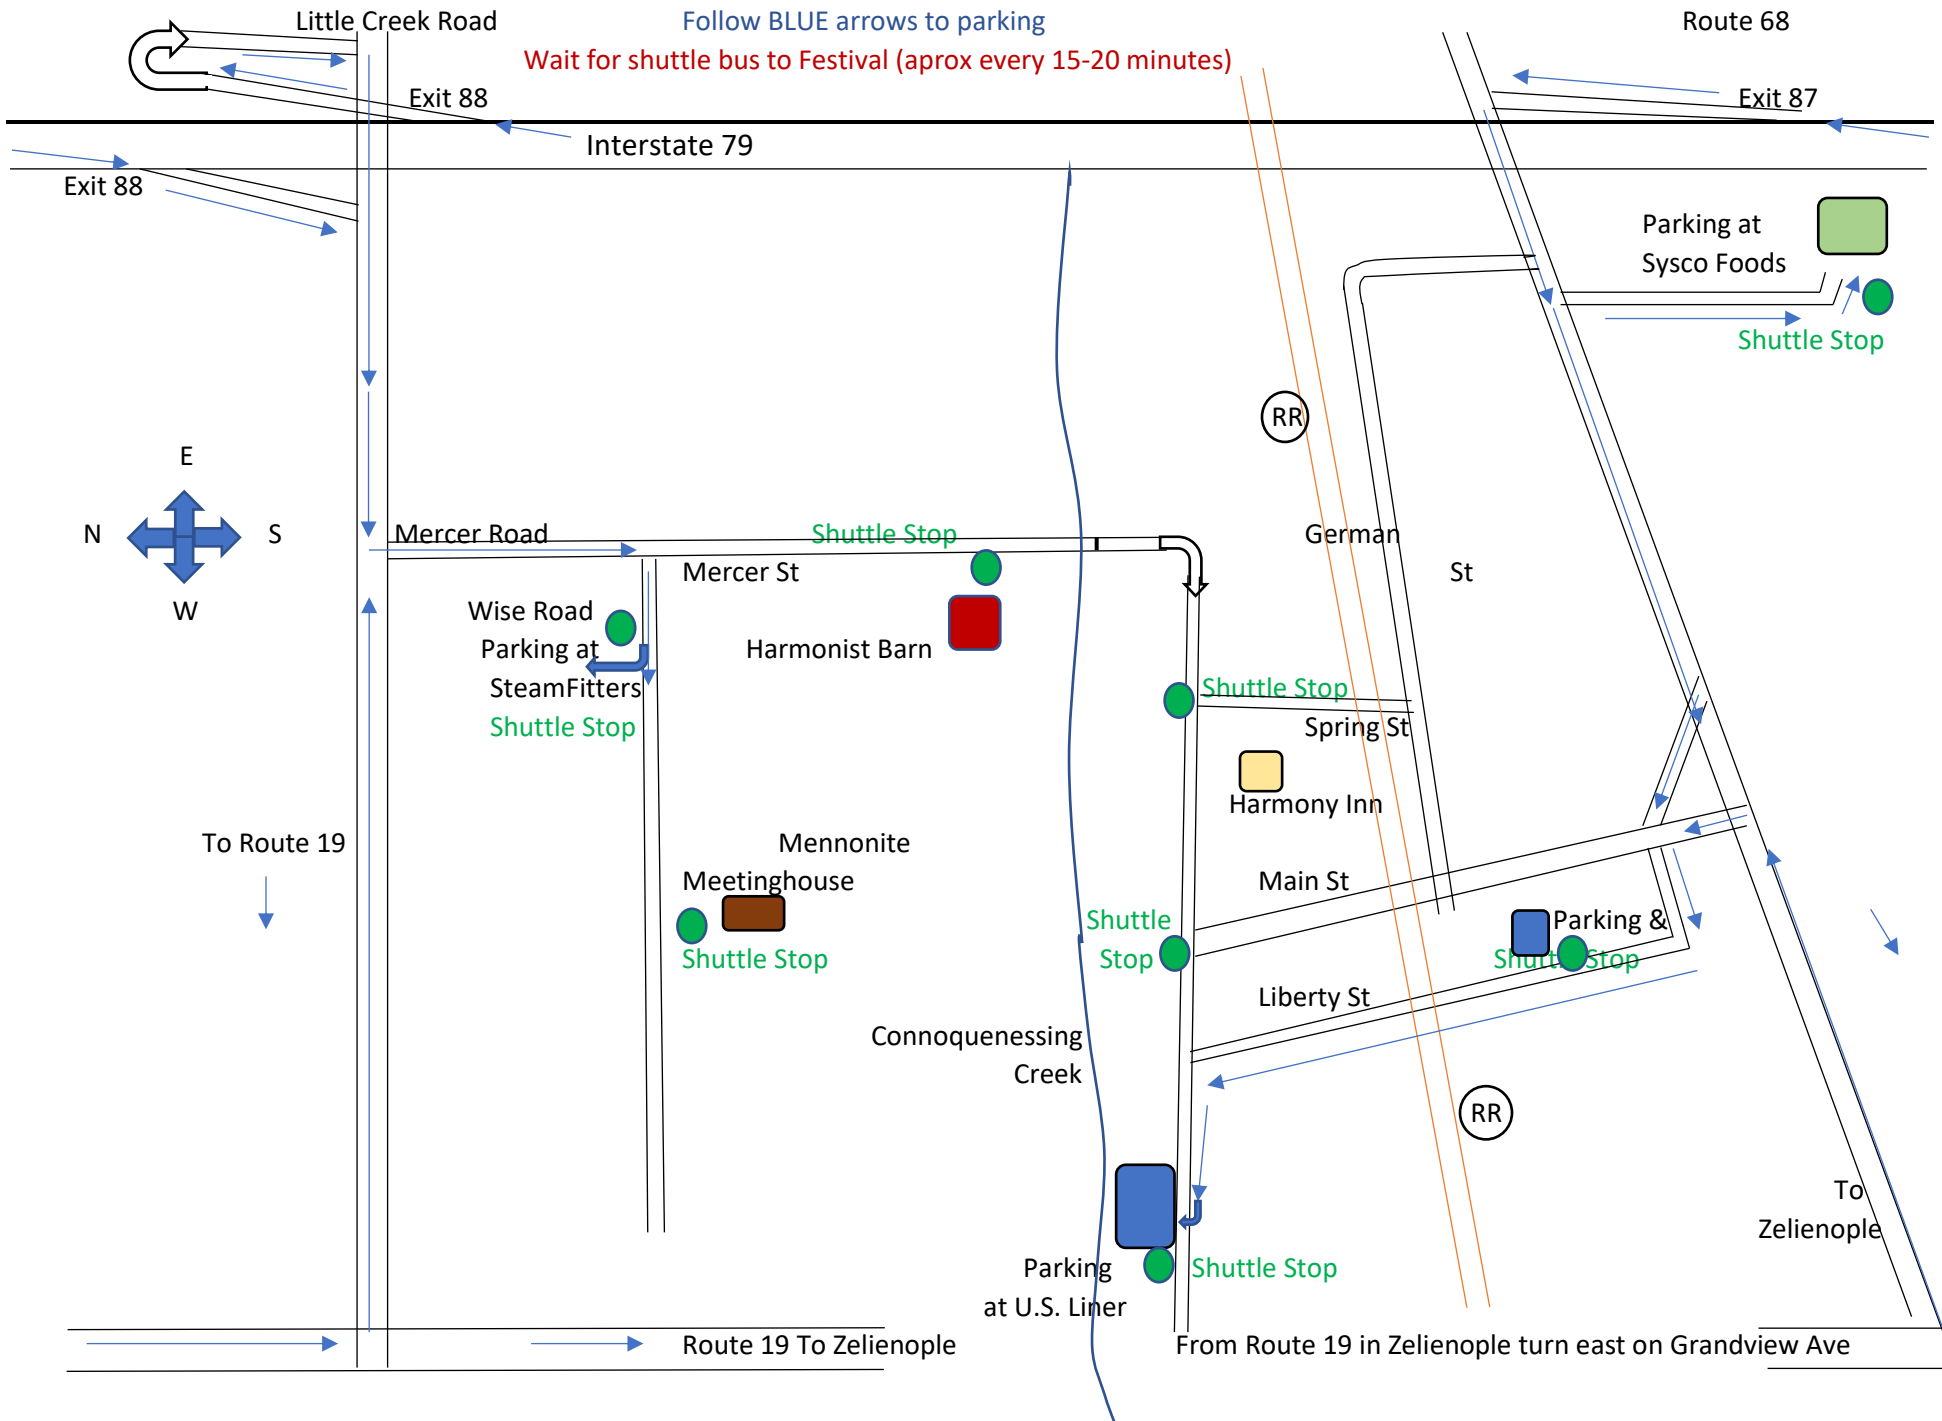 Little Creek Road
Follow BLUE arrows to parking
Route 68
Wait for shuttle bus to Festival (aprox every 15-20 minutes)
Exit 88
Exit 87
Interstate 79
Exit 88
Parking at
Sysco Foods
Shuttle Stop
RR
E
N
S
W
Mercer Road
Shuttle Stop
German
St
Mercer St
Wise Road
Parking at
SteamFitters
Shuttle Stop
Harmonist Barn
Shuttle Stop
Spring St
Harmony Inn
To Route 19
Mennonite
Meetinghouse
Shuttle Stop
Main St
Shuttle
Stop
Parking &
Shuttle Stop
Liberty St
Connoquenessing
Creek
RR
To
Zelienople
Parking
at U.S. Liner
Shuttle Stop
Route 19 To Zelienople
From Route 19 in Zelienople turn east on Grandview Ave